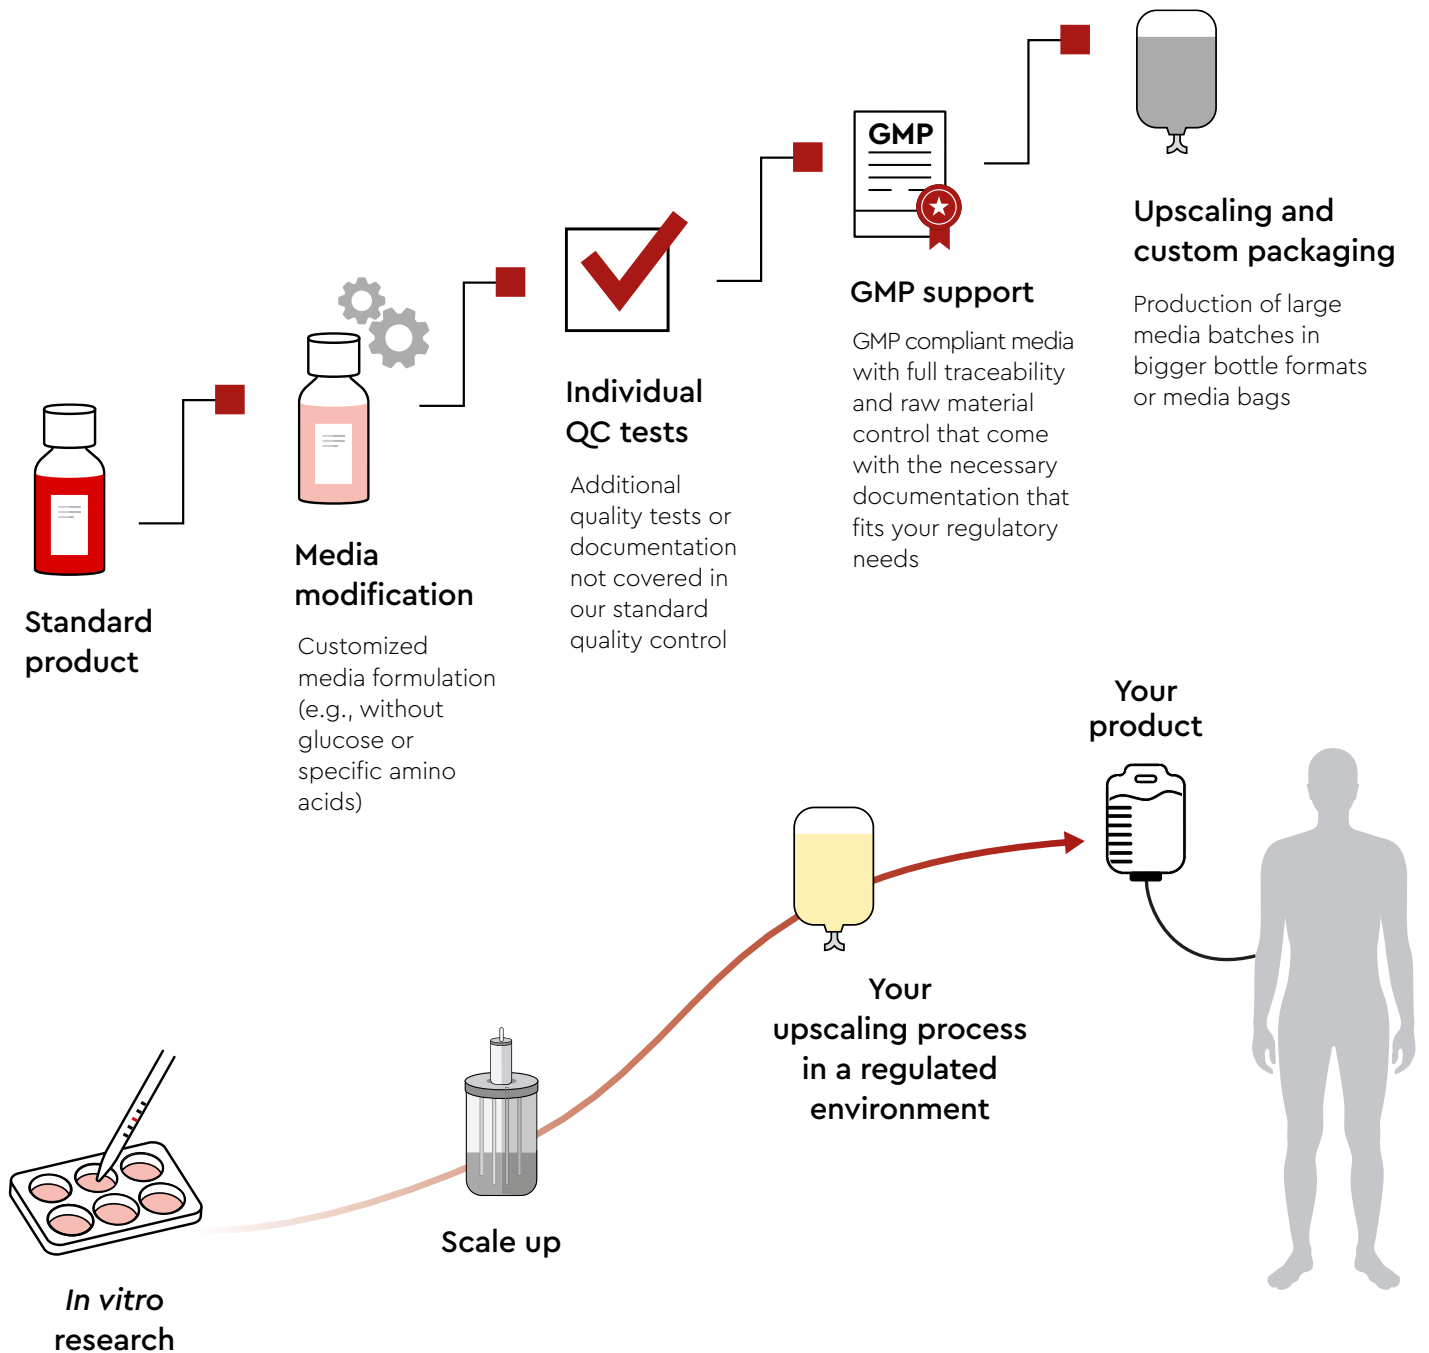 Standard
product
Media
modification
Customized
media formulation
(e.g., without
glucose or
specific amino
acids)
Individual
QC tests
Additional
quality tests or
documentation
not covered in
our standard
quality control
GMP
GMP support
GMP compliant media
with full traceability
and raw material
control that come
with the necessary
documentation that
fits your regulatory
needs
Upscaling and
custom packaging
Production of large
media batches in
bigger bottle formats
or media bags
In vitro
research
Scale up
Your
upscaling process
in a regulated
environment
Your
product